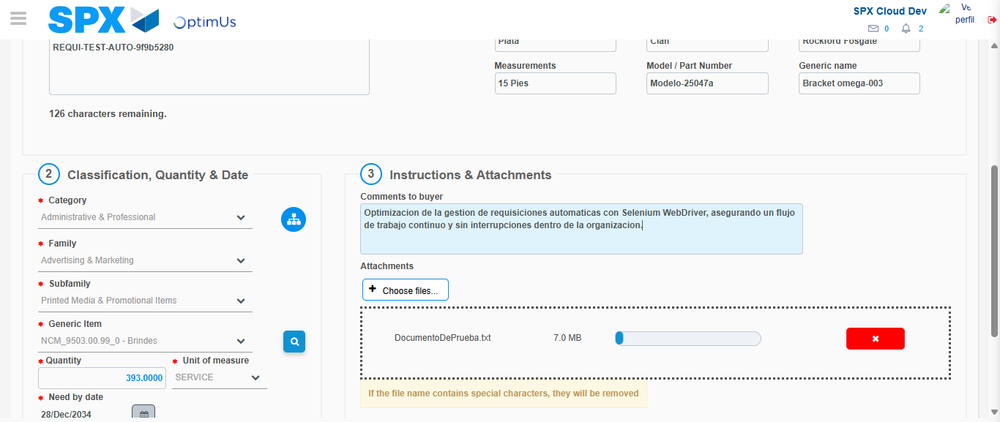 SPX OptimUs
SPX Cloud Dev
Ve
perfil
0 2
REQUI-TEST-AUTO-9f9b5280
Plata
Clan
Rockford Fosgate
Measurements
Model / Part Number
Generic name
15 Pies
Modelo-25047a
Bracket omega-003
126 characters remaining.
2 Classification, Quantity & Date
* Category
Administrative & Professional
* Family
Advertising & Marketing
* Subfamily
Printed Media & Promotional Items
* Generic Item
NCM_9503.00.99_0 - Brindes
* Quantity
* Unit of measure
393.0000
SERVICE
* Need by date
28/Dec/2034
3 Instructions & Attachments
Comments to buyer
Optimizacion de la gestion de requisiciones automaticas con Selenium WebDriver, asegurando un flujo
de trabajo continuo y sin interrupciones dentro de la organizacion.
Attachments
+ Choose files...
DocumentoDePrueba.txt
7.0 MB
If the file name contains special characters, they will be removed